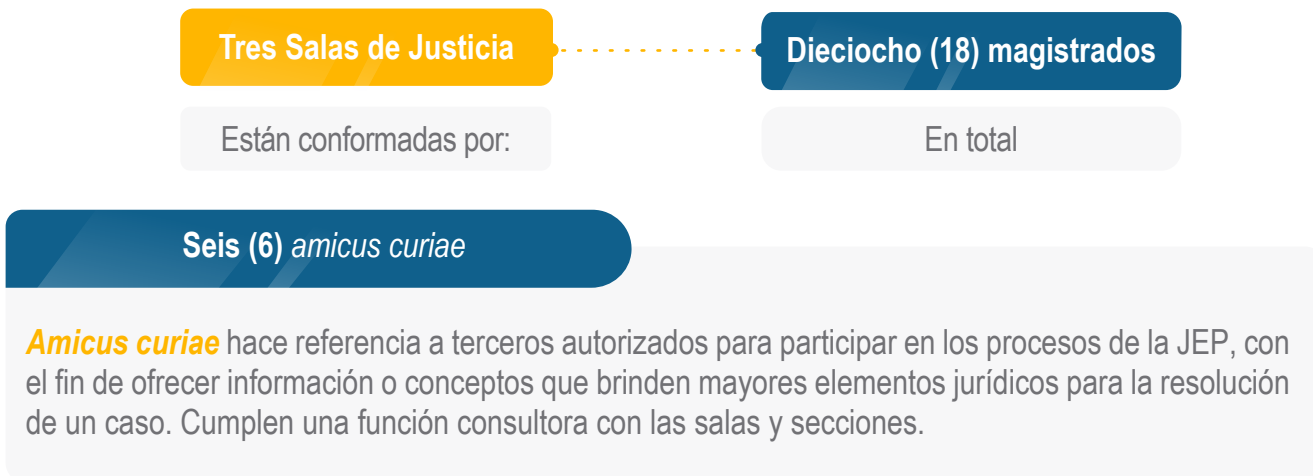 Tres Salas de Justicia
Dieciocho (18) magistrados
Están conformadas por:
En total
Seis (6) amicus curiae
Amicus curiae hace referencia a terceros autorizados para participar en los procesos de la JEP, con
el fin de ofrecer información o conceptos que brinden mayores elementos jurídicos para la resolución
de un caso. Cumplen una función consultora con las salas y secciones.